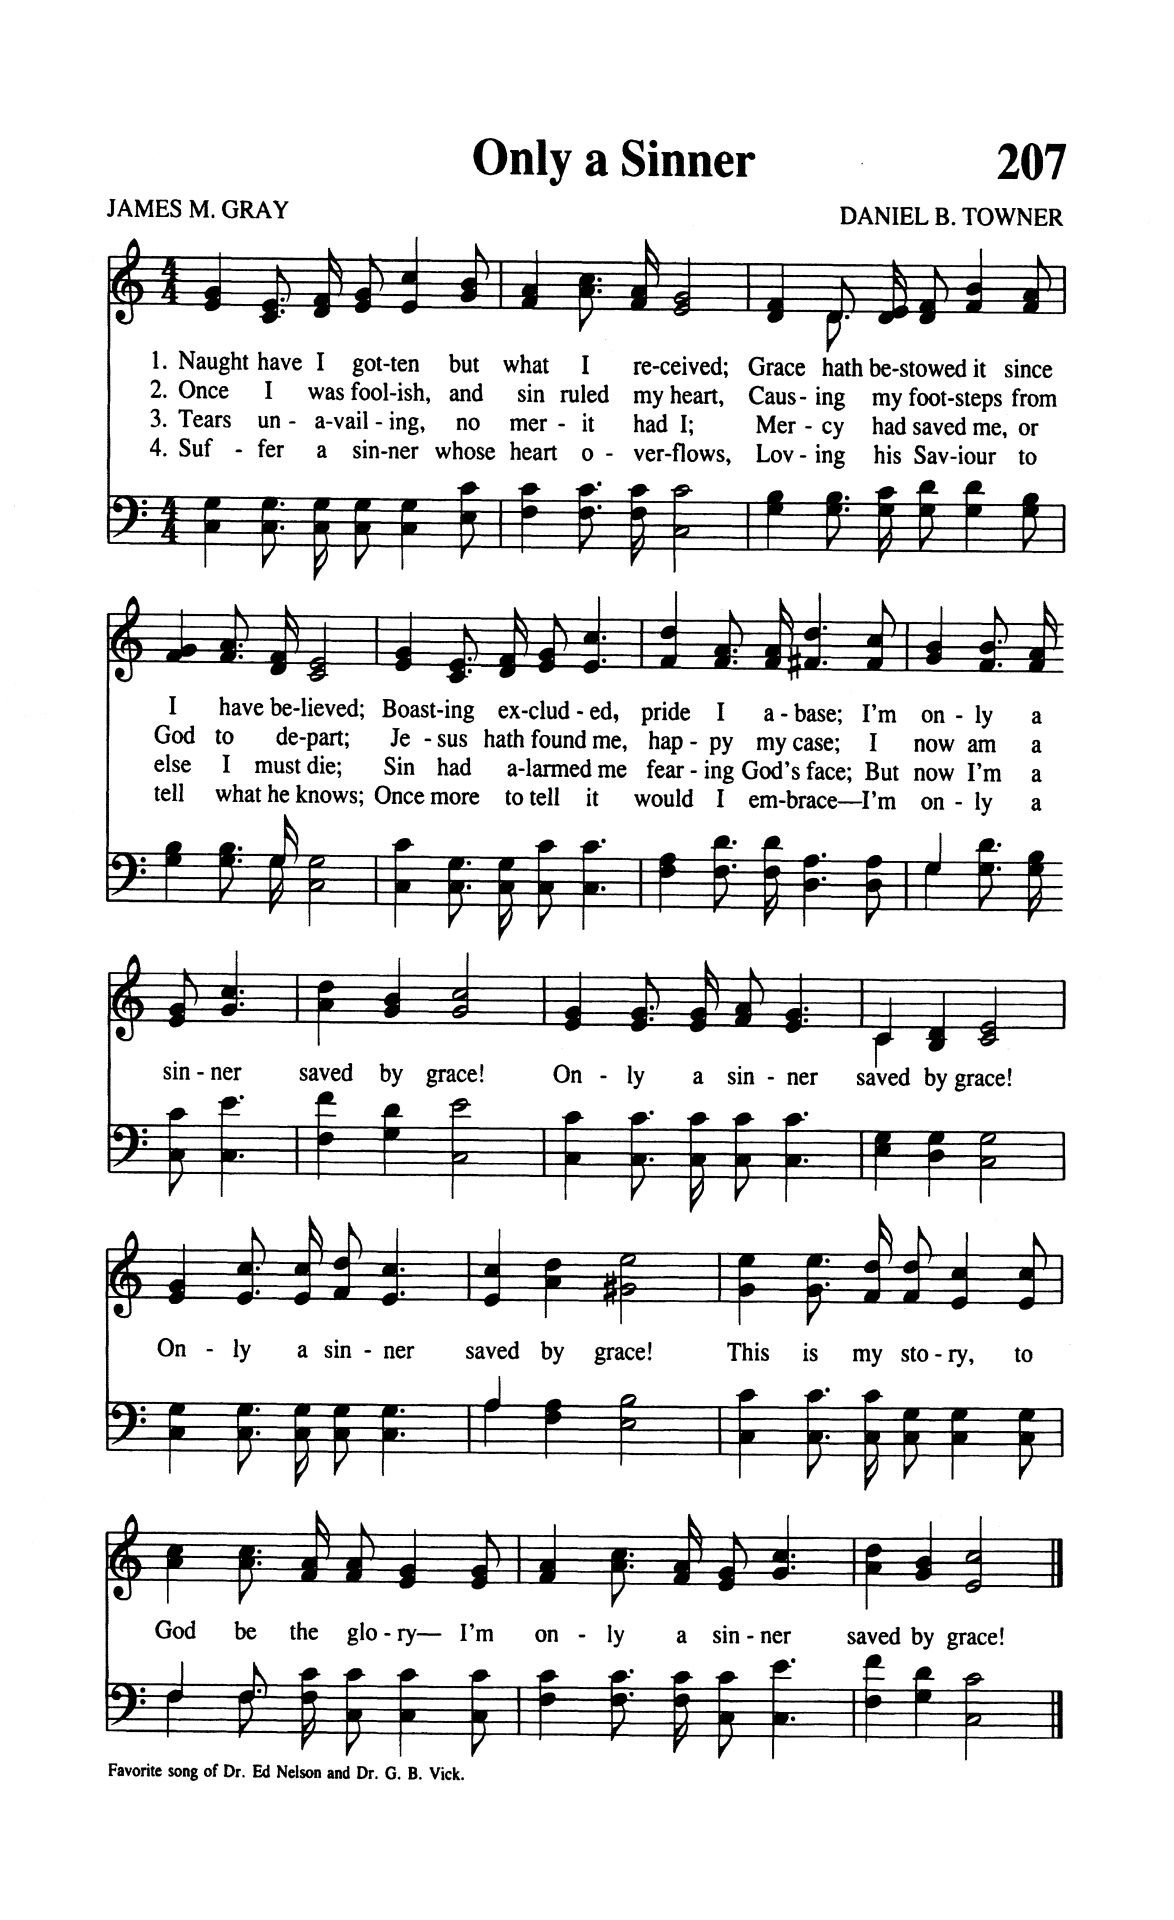 Only a Sinner 207
JAMES M. GRAY
DANIEL B. TOWNER
1. Naught have I got-ten but what I re-ceived; Grace hath be-stowed it since
2. Once I was fool-ish, and sin ruled my heart, Caus-ing my foot-steps from
3. Tears un-a-vail-ing, no mer-it had I; Mer-cy had saved me, or
4. Suf-fer a sin-ner whose heart o-ver-flows, Lov-ing his Sav-iour to
I have be-lieved; Boast-ing ex-clud-ed, pride I a-base; I'm on-ly a
God to de-part; Je-sus hath found me, hap-py my case; I now am a
else I must die; Sin had a-larmed me fear-ing God's face; But now I'm a
tell what he knows; Once more to tell it would I em-brace—I'm on-ly a
sin-ner saved by grace! On-ly a sin-ner saved by grace!
On-ly a sin-ner saved by grace! This is my sto-ry, to
God be the glo-ry— I'm on-ly a sin-ner saved by grace!
Favorite song of Dr. Ed Nelson and Dr. G. B. Vick.